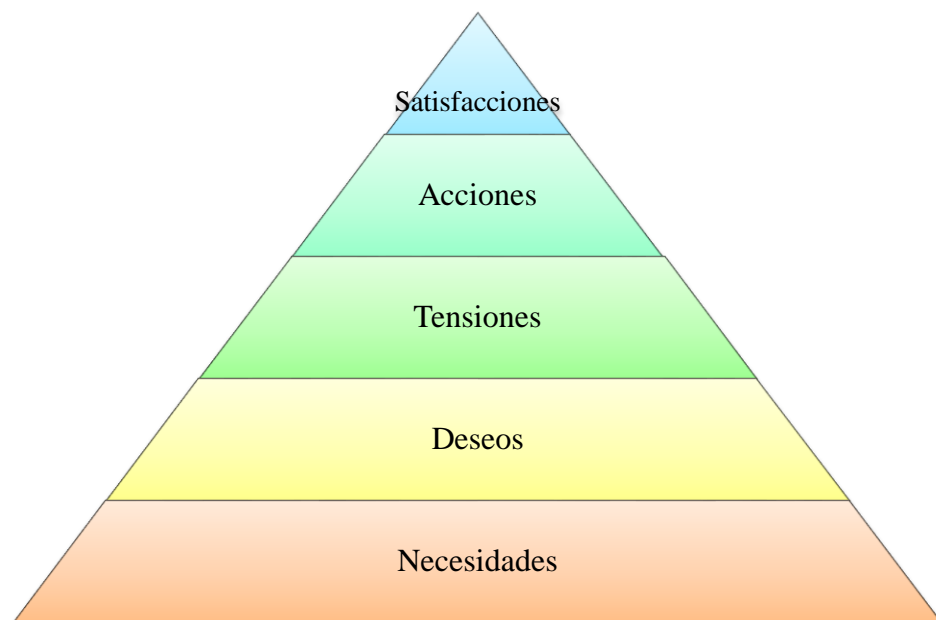 Satisfacciones
Acciones
Tensiones
Deseos
Necesidades